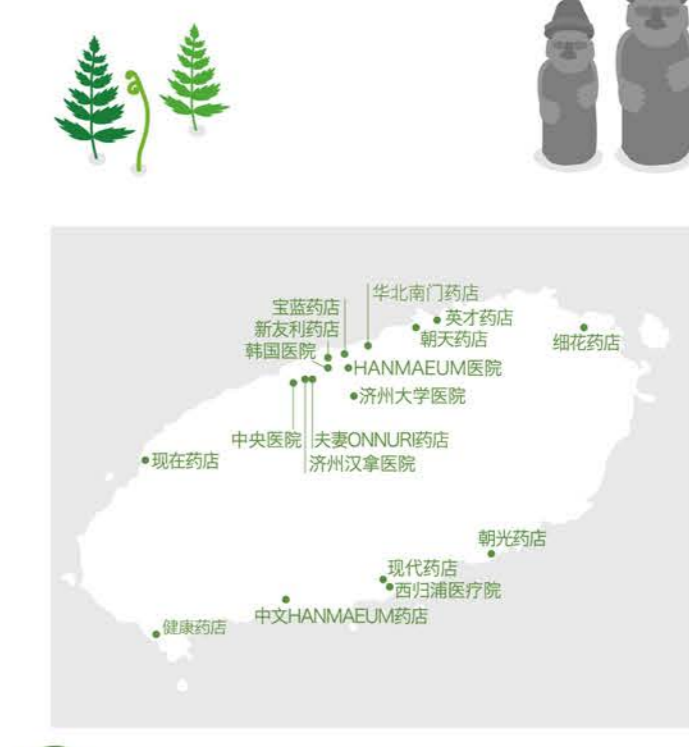 华北南门药店
宝蓝药店
英才药店
新友利药店
朝天药店
细花药店
韩国医院
HANMAEUM医院
济州大学医院
中央医院
夫妻ONNURI药店
现在药店
济州汉拿医院
朝光药店
现代药店
西归浦医疗院
中文HANMAEUM药店
健康药店